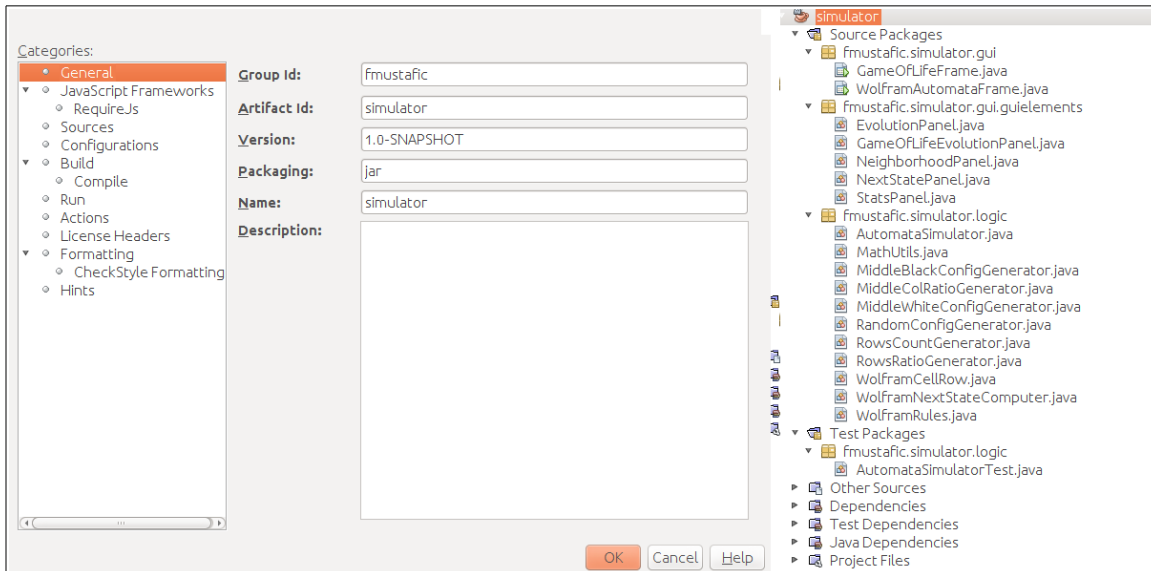 Categories:
General
JavaScript Frameworks
RequireJs
Sources
Configurations
Build
Compile
Run
Actions
License Headers
Formatting
CheckStyle Formatting
Hints
Group Id: fmustafic
Artifact Id: simulator
Version: 1.0-SNAPSHOT
Packaging: jar
Name: simulator
Description:
OK Cancel Help
simulator
Source Packages
fmustafic.simulator.gui
GameOfLifeFrame.java
WolframAutomataFrame.java
fmustafic.simulator.gui.guielements
EvolutionPanel.java
GameOfLifeEvolutionPanel.java
NeighborhoodPanel.java
NextStatePanel.java
StatsPanel.java
fmustafic.simulator.logic
AutomataSimulator.java
MathUtils.java
MiddleBlackConfigGenerator.java
MiddleColRatioGenerator.java
MiddleWhiteConfigGenerator.java
RandomConfigGenerator.java
RowsCountGenerator.java
RowsRatioGenerator.java
WolframCellRow.java
WolframNextStateComputer.java
WolframRules.java
Test Packages
fmustafic.simulator.logic
AutomataSimulatorTest.java
Other Sources
Dependencies
Test Dependencies
Java Dependencies
Project Files